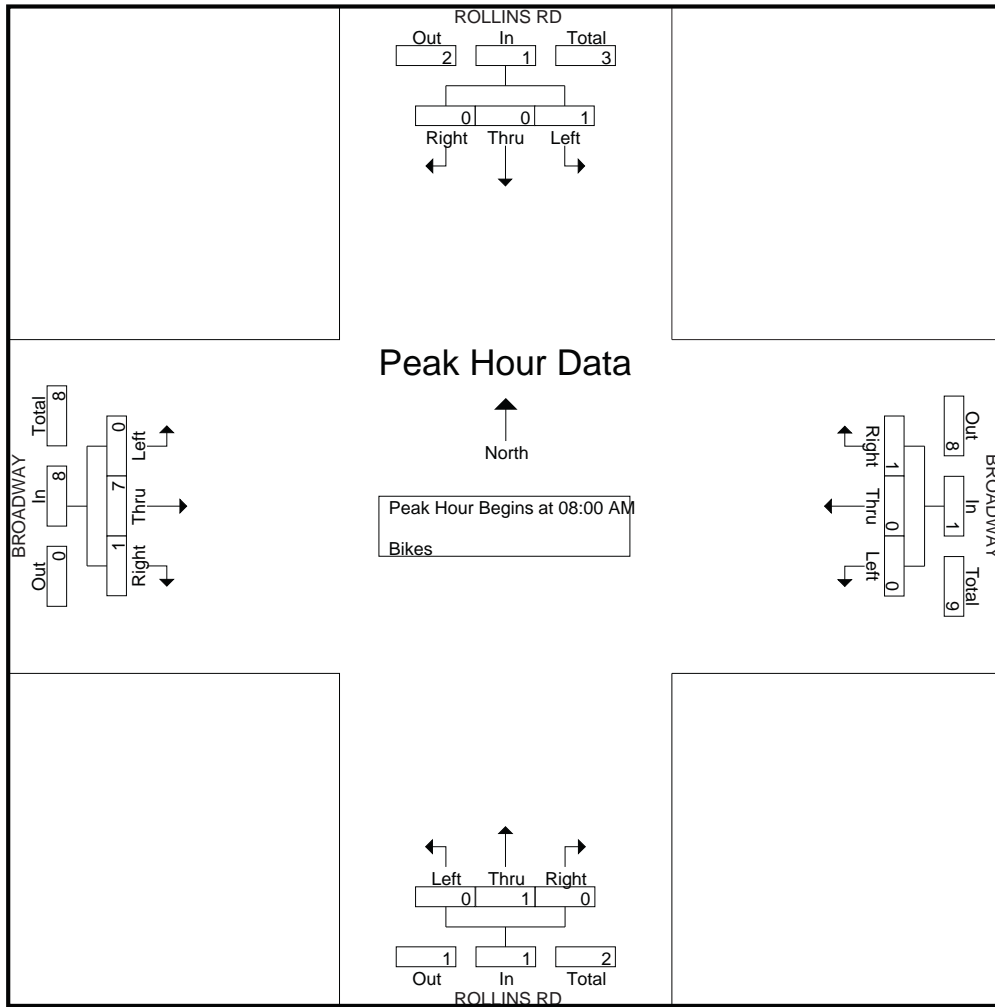 ROLLINS RD
Out In Total
2 1 3
0 0 1
Right Thru Left
Peak Hour Data
North
Peak Hour Begins at 08:00 AM
Bikes
BROADWAY
Total In Out
8 8 0
0 7 1
Left Thru Right
Right Thru Left
1 0 0
Out In Total
8 1 9
BROADWAY
Left Thru Right
0 1 0
1 1 2
Out In Total
ROLLINS RD